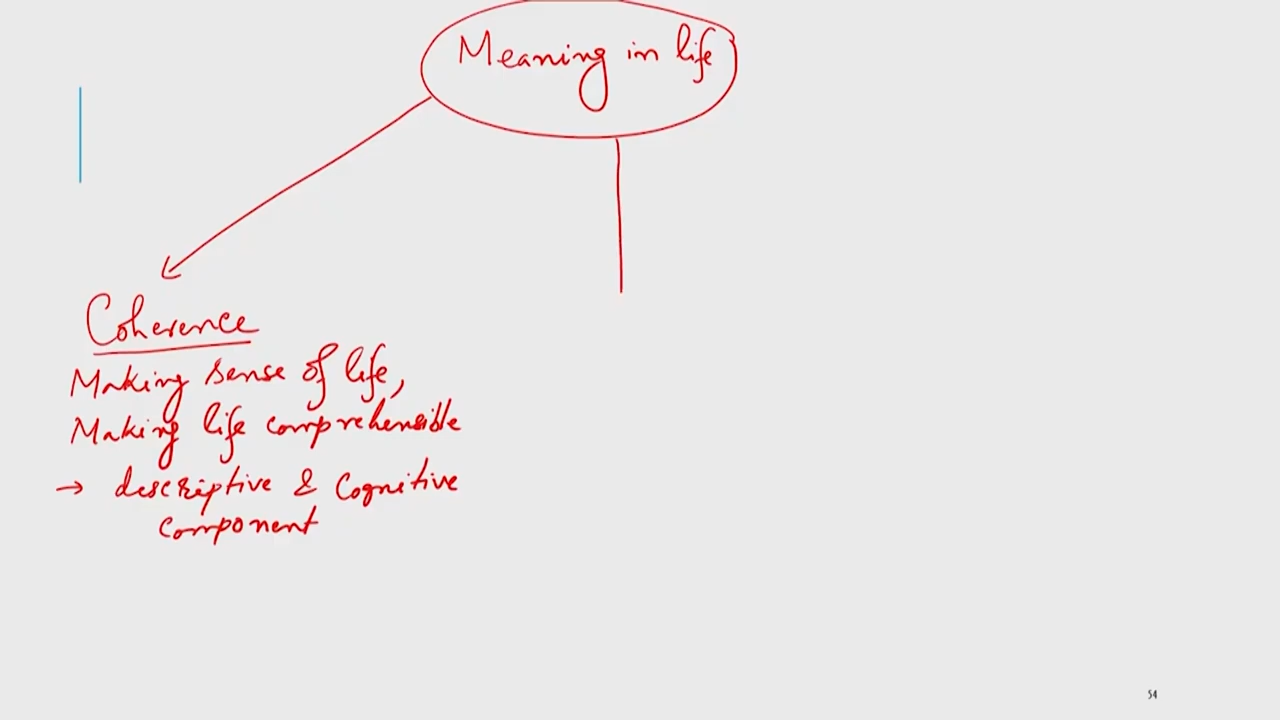 Meaning in life
Coherence
Making sense of life,
Making life comprehensible
→ descriptive & Cognitive
component
54